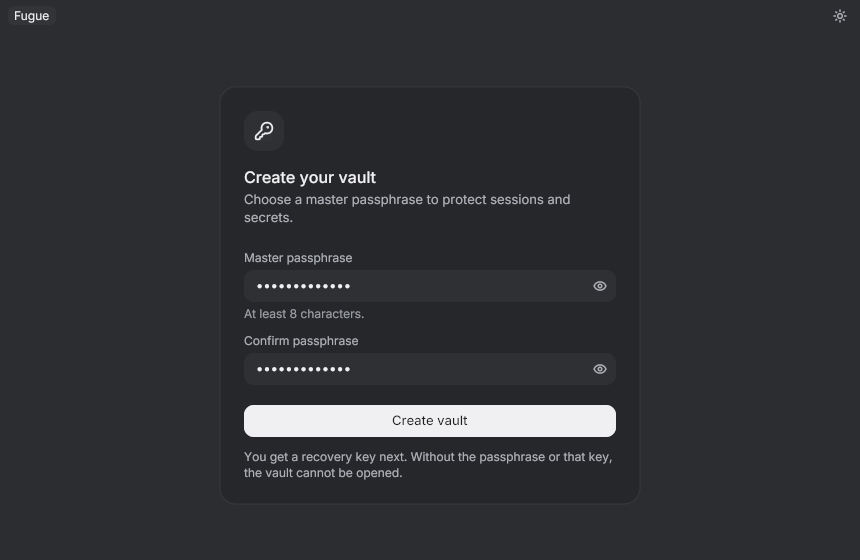 Fugue
Create your vault
Choose a master passphrase to protect sessions and
secrets.
Master passphrase
•••••••••••••
At least 8 characters.
Confirm passphrase
•••••••••••••
Create vault
You get a recovery key next. Without the passphrase or that key,
the vault cannot be opened.